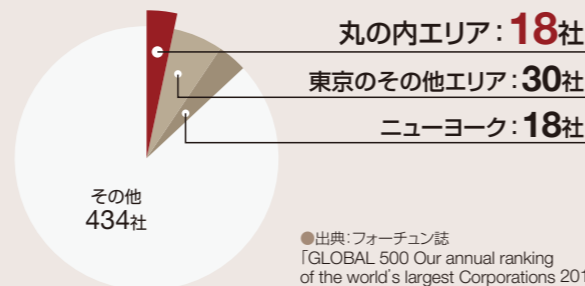 丸の内エリア：18社
東京のその他エリア：30社
ニューヨーク：18社
その他
434社
●出典：フォーチュン誌
「GLOBAL 500 Our annual ranking
of the world's largest Corporations 201